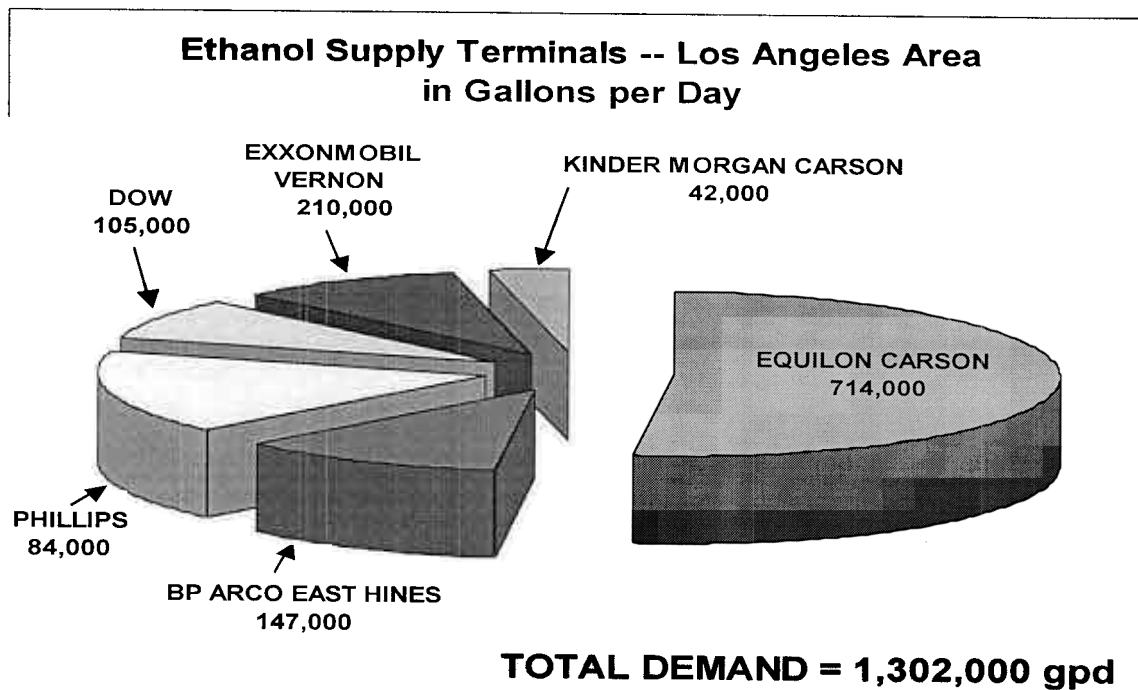 Ethanol Supply Terminals -- Los Angeles Area
in Gallons per Day
EXXONMOBIL
VERNON
210,000
KINDER MORGAN CARSON
42,000
DOW
105,000
EQUILON CARSON
714,000
PHILLIPS
84,000
BP ARCO EAST HINES
147,000
TOTAL DEMAND = 1,302,000 gpd